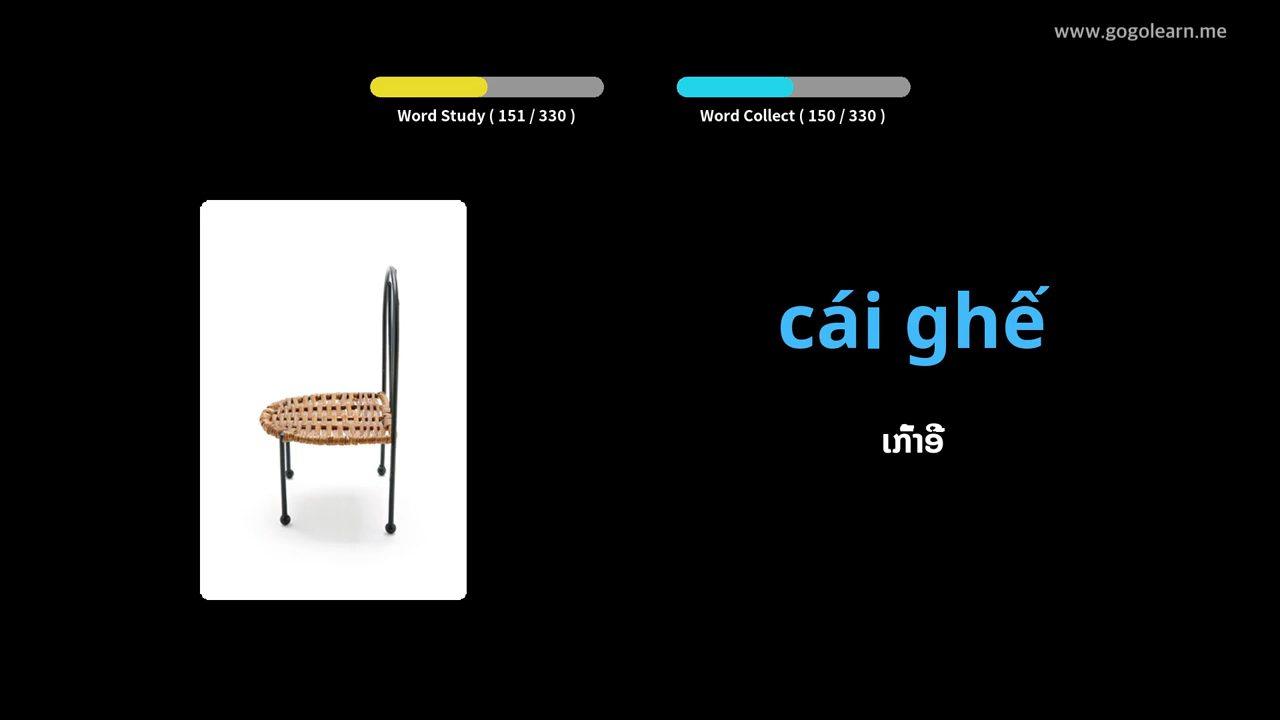 www.gogolearn.me
Word Study ( 151 / 330 )
Word Collect ( 150 / 330 )
cái ghế
ເກົ້າອີ້